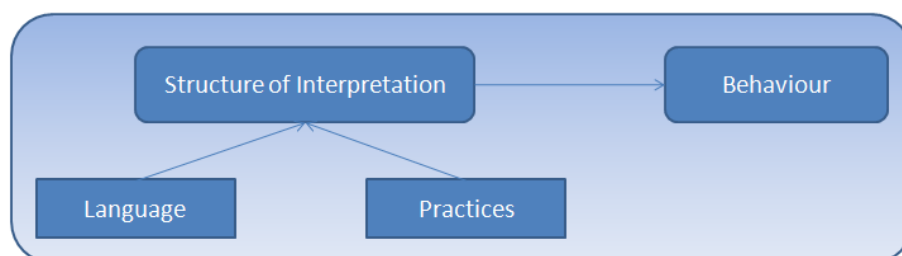 Structure of Interpretation
Behaviour
Language
Practices